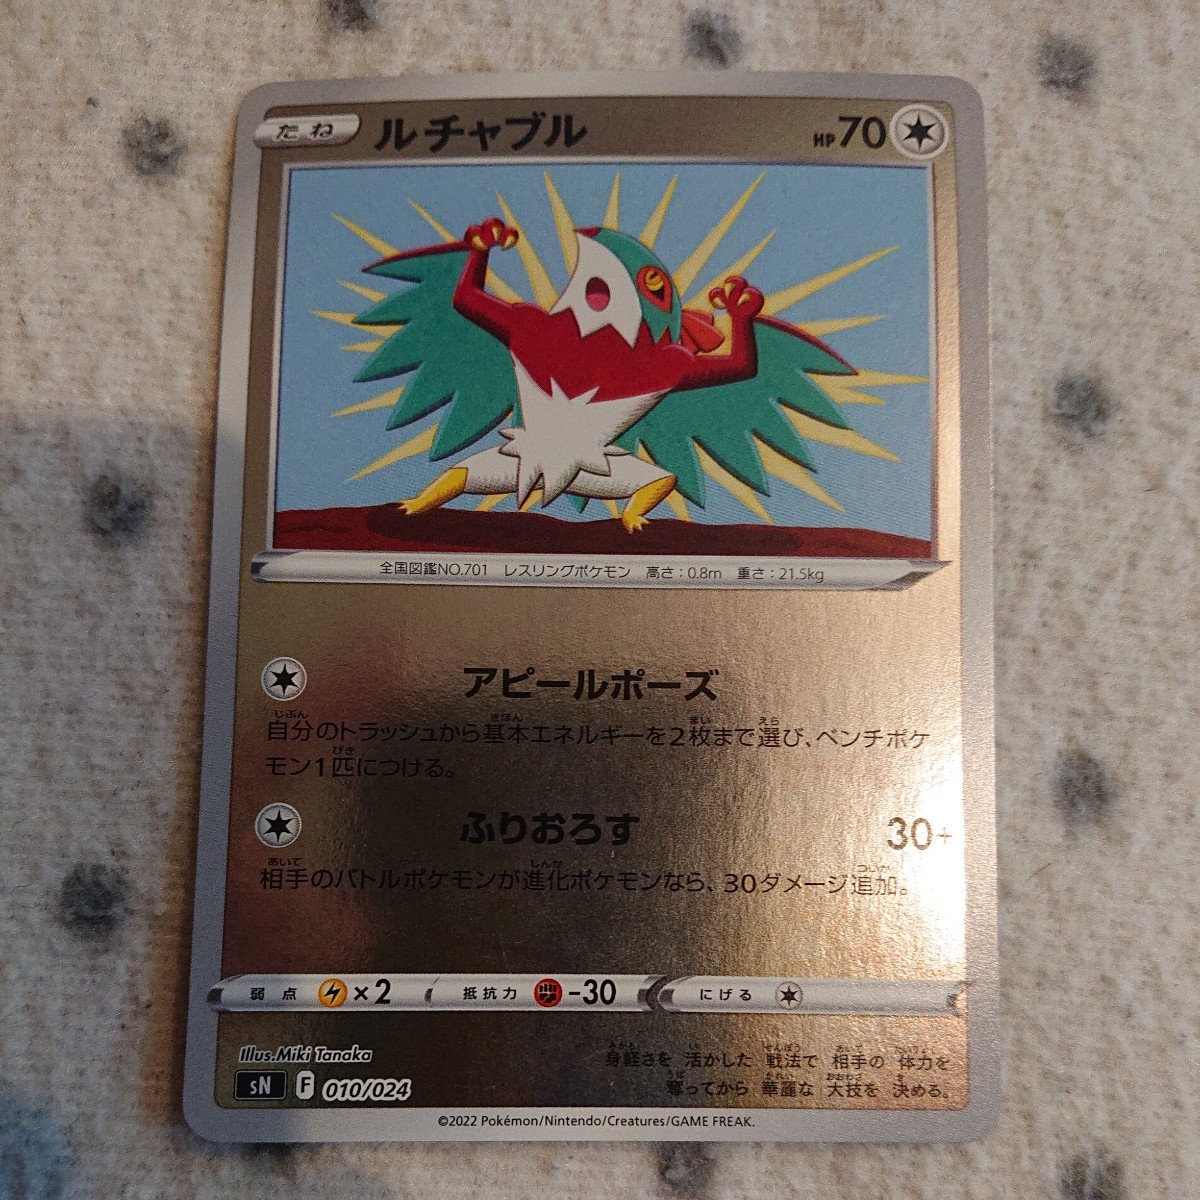 たね ルチャブル HP70
全国図鑑NO.701 レスリングポケモン 高さ:0.8m 重さ:21.5kg
アピールポーズ
自分のトラッシュから基本エネルギーを2枚まで選び、ベンチポケ
モン1匹につける。
ふりおろす 30+
相手のバトルポケモンが進化ポケモンなら、30ダメージ追加。
弱点 ×2 抵抗力 -30 にげる
Illus.Miki Tanaka
sN F 010/024
身軽さを 活かした 戦法で 相手の 体力を
奪ってから 華麗な 大技を 決める。
©2022 Pokémon/Nintendo/Creatures/GAME FREAK.